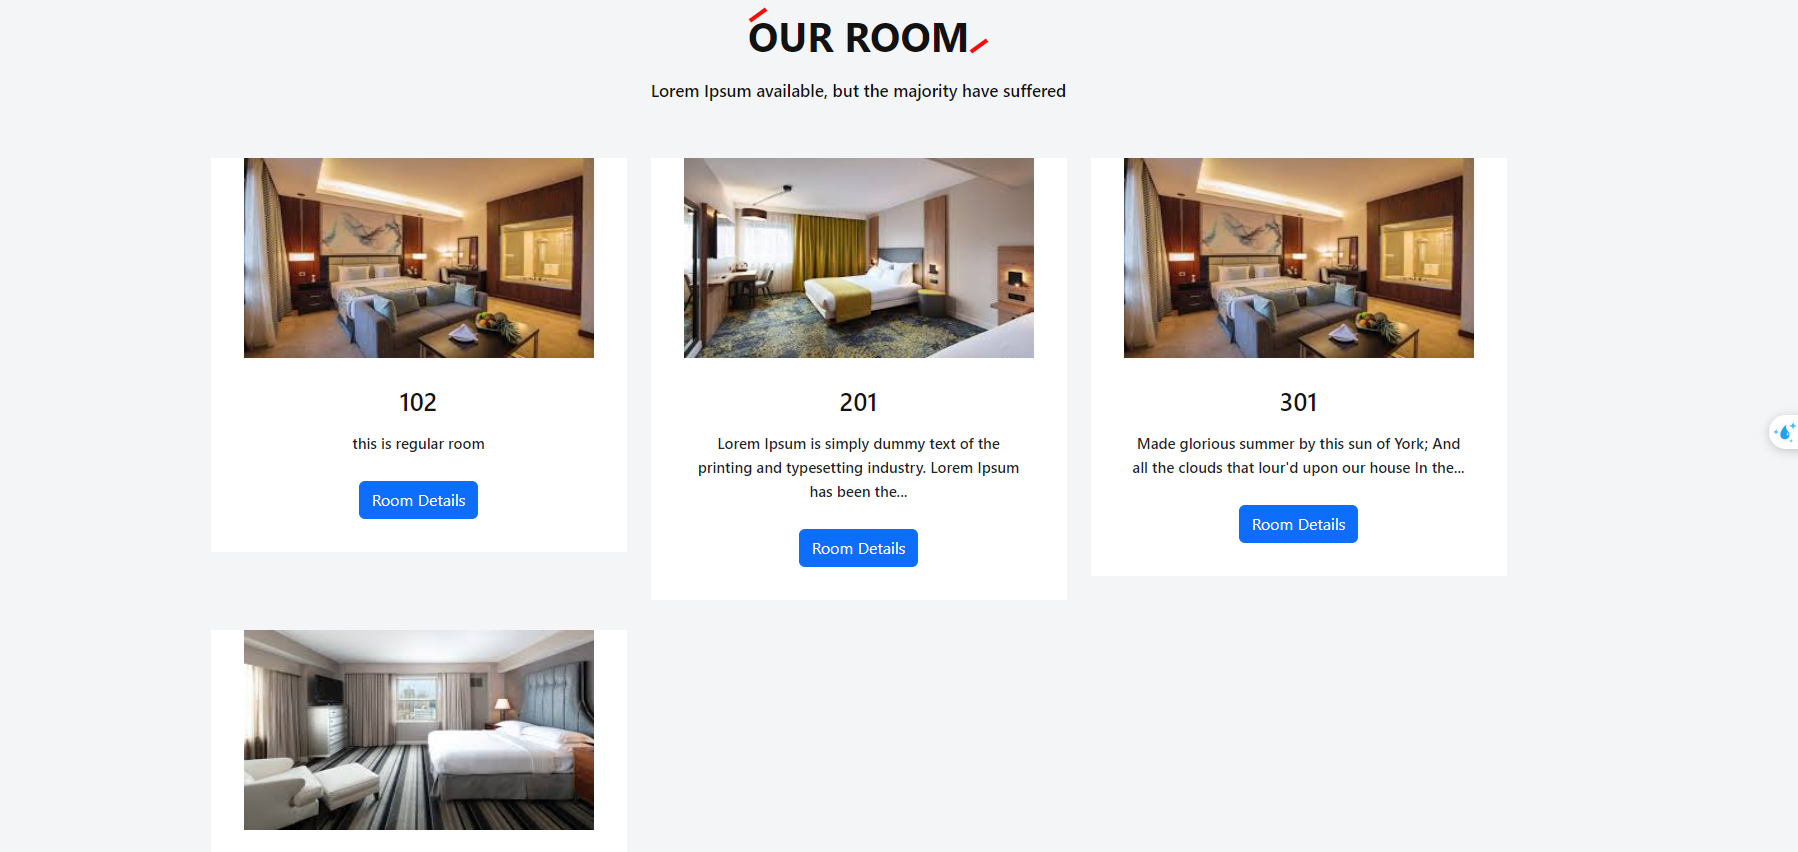 OUR ROOM
Lorem Ipsum available, but the majority have suffered
102
this is regular room
Room Details
201
Lorem Ipsum is simply dummy text of the
printing and typesetting industry. Lorem Ipsum
has been the...
Room Details
301
Made glorious summer by this sun of York; And
all the clouds that lour'd upon our house In the...
Room Details